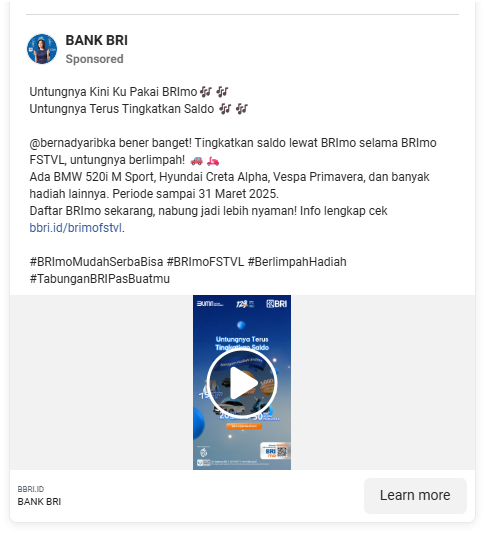 BANK BRI
Sponsored
Untungnya Kini Ku Pakai BRImo🎶 🎶
Untungnya Terus Tingkatkan Saldo 🎶 🎶
@bernadyaribka bener banget! Tingkatkan saldo lewat BRImo selama BRImo
FSTVL, untungnya berlimpah! 🚗 🛵
Ada BMW 520i M Sport, Hyundai Creta Alpha, Vespa Primavera, dan banyak
hadiah lainnya. Periode sampai 31 Maret 2025.
Daftar BRImo sekarang, nabung jadi lebih nyaman! Info lengkap cek
bbri.id/brimofstvl.
#BRImoMudahSerbaBisa #BRImoFSTVL #BerlimpahHadiah
#TabunganBRIPasBuatmu
BUMN
BRI
Untungnya Terus
Tingkatkan Saldo
BRI
BBRI.ID
BANK BRI
Learn more